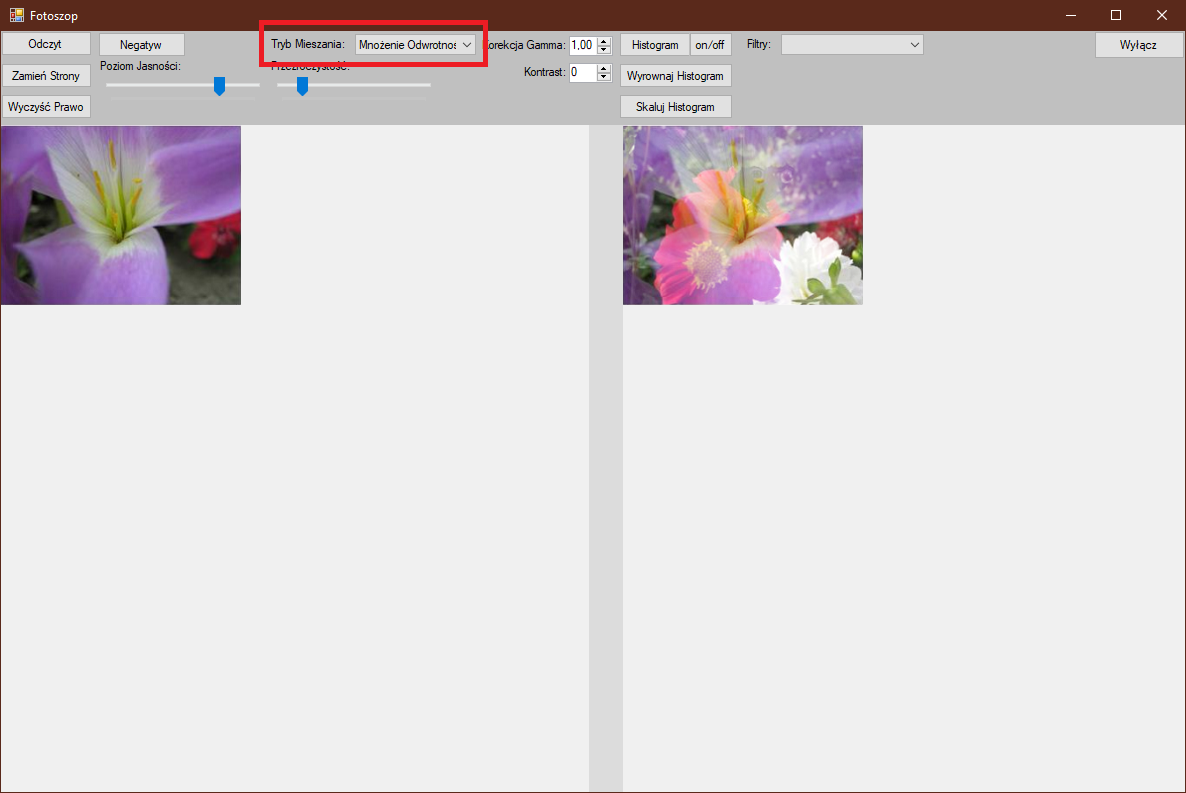 Fotoszop
Odczyt
Negatyw
Tryb Mieszania:
Mnożenie Odwrotnoś
Korekcja Gamma:
1,00
Histogram
on/off
Filtry:
Wyłącz
Zamień Strony
Poziom Jasności:
Przezroczystość:
Kontrast:
0
Wyrownaj Histogram
Wyczyść Prawo
Skaluj Histogram